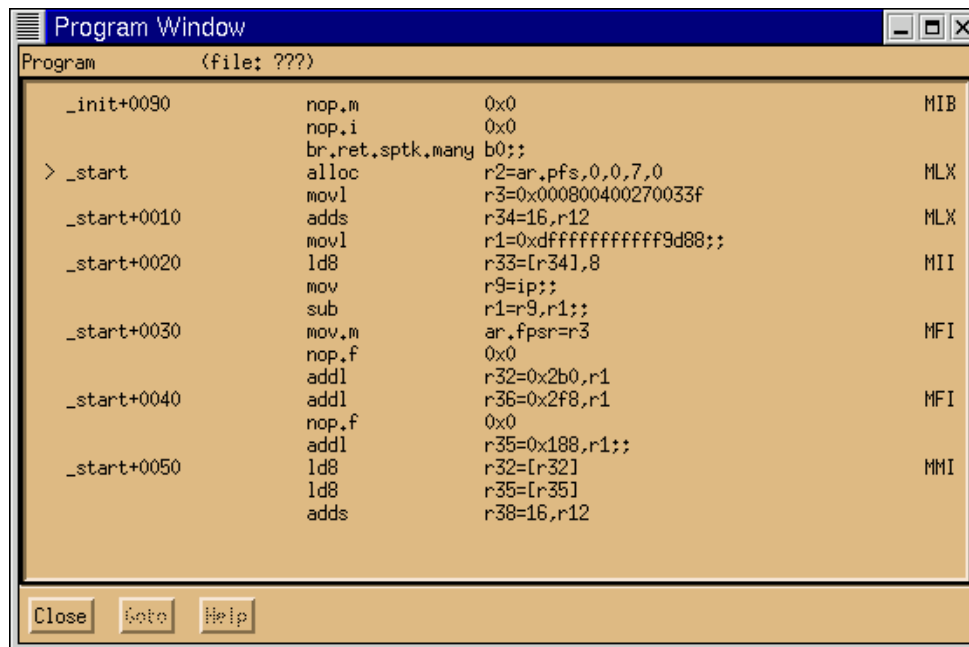 Program Window
Program (file: ???)
_init+0090 nop.m 0x0 MIB
nop.i 0x0
br.ret.sptk.many b0;;
> _start alloc r2=ar.pfs,0,0,7,0 MLX
movl r3=0x000800400270033f
_start+0010 adds r34=16,r12 MLX
movl r1=0xdfffffffffff9d88;;
_start+0020 ld8 r33=[r34],8 MII
mov r9=ip;;
sub r1=r9,r1;;
_start+0030 mov.m ar.fpsr=r3 MFI
nop.f 0x0
addl r32=0x2b0,r1
_start+0040 addl r36=0x2f8,r1 MFI
nop.f 0x0
addl r35=0x188,r1;;
_start+0050 ld8 r32=[r32] MMI
ld8 r35=[r35]
adds r38=16,r12
Close Goto Help